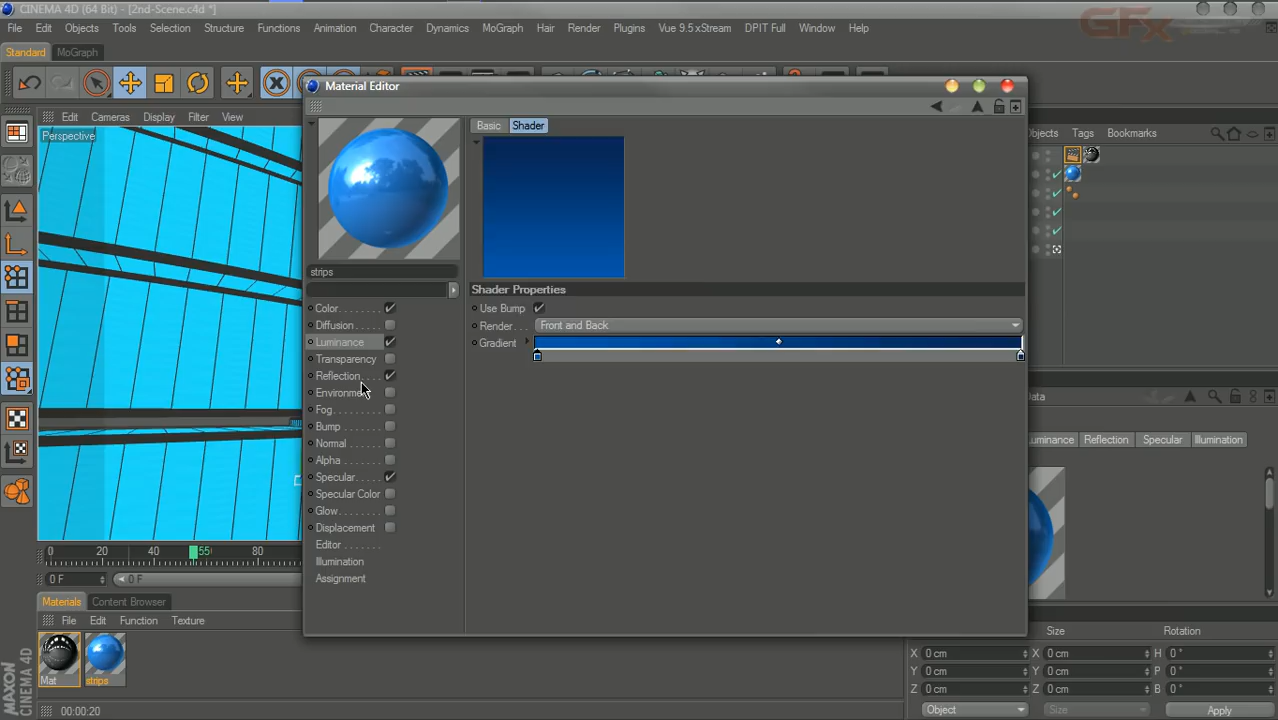 CINEMA 4D (64 Bit) - [2nd-Scene.c4d *]
File Edit Objects Tools Selection Structure Functions Animation Character Dynamics MoGraph Hair Render Plugins Vue 9.5xStream DPIT Full Window Help
GFx
Standard MoGraph
Material Editor
Edit Cameras Display Filter View
Perspective
Basic Shader
Objects Tags Bookmarks
strips
Shader Properties
Color
Use Bump
Diffusion
Render Front and Back
Luminance
Gradient
Transparency
Reflection
Environme
Fog
Bump
Normal
Alpha
Specular
Specular Color
Glow
Displacement
Editor
Illumination
Assignment
Data
uminance Reflection Specular Illumination
0 20 40 55 80
0 F 0 F
Materials Content Browser
File Edit Function Texture
Mat strips
Size Rotation
X 0 cm X 0 cm H 0 °
Y 0 cm Y 0 cm P 0 °
Z 0 cm Z 0 cm B 0 °
Object Size Apply
MAXON
CINEMA 4D
00:00:20